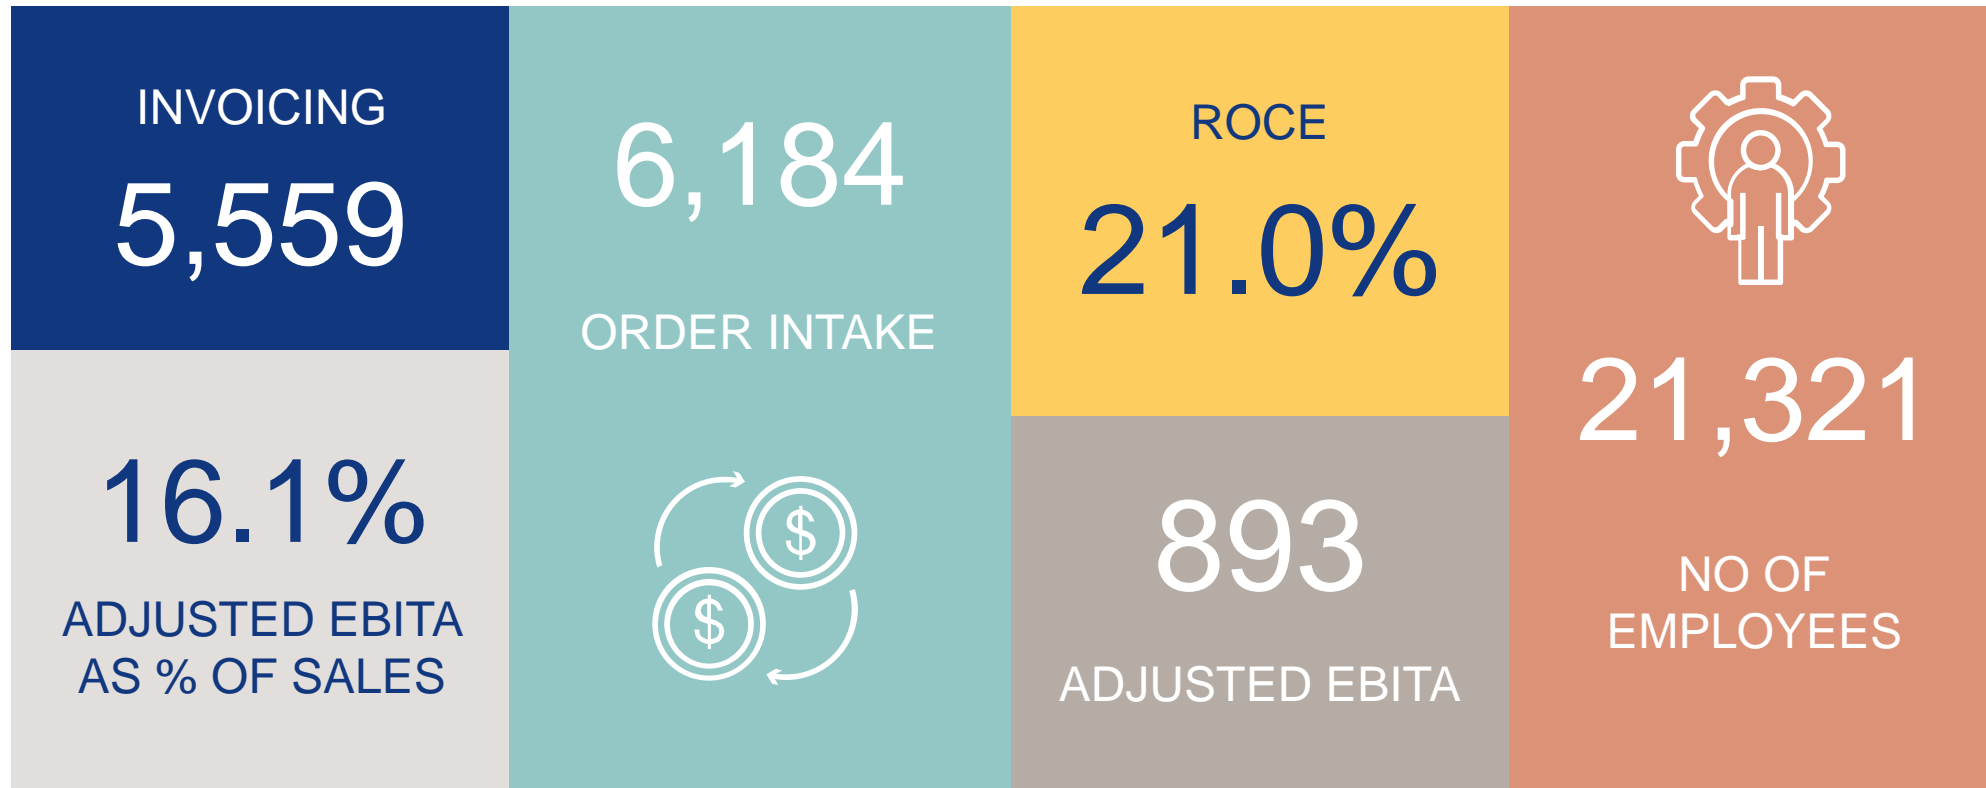 INVOICING
5,559
16.1%
ADJUSTED EBITA
AS % OF SALES
6,184
ORDER INTAKE
$
$
ROCE
21.0%
893
ADJUSTED EBITA
21,321
NO OF
EMPLOYEES